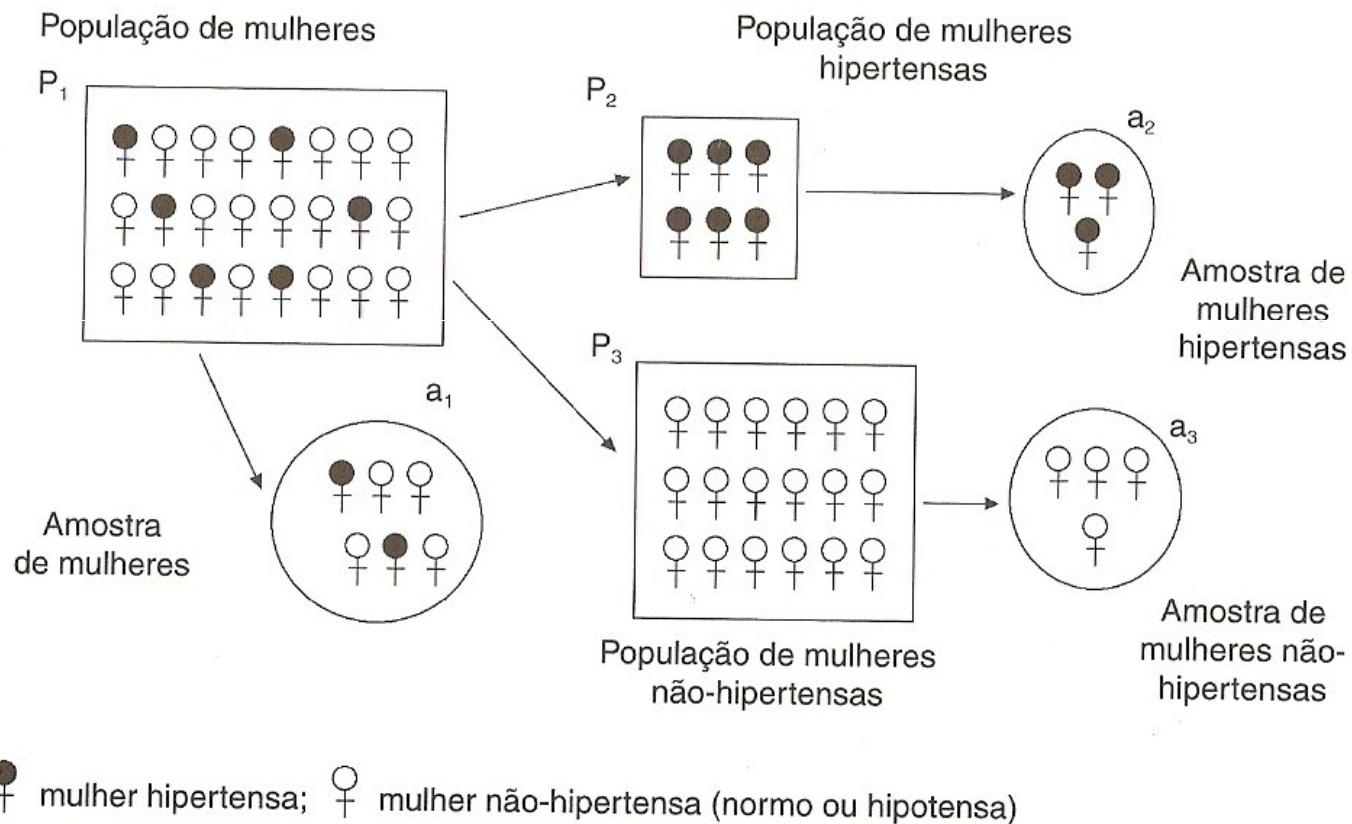 População de mulheres
P₁
População de mulheres
hipertensas
P₂
a₂
Amostra de
mulheres
hipertensas
P₃
a₁
Amostra
de mulheres
a₃
População de mulheres
não-hipertensas
Amostra de
mulheres não-
hipertensas
mulher hipertensa; mulher não-hipertensa (normo ou hipotensa)